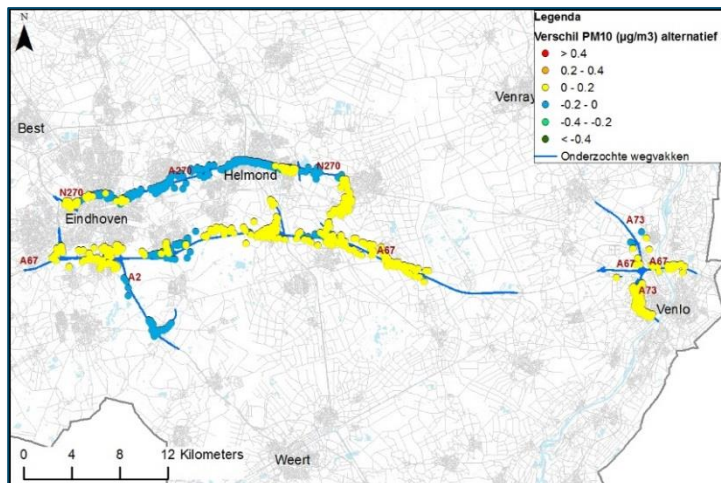 N
Legenda
Verschil PM10 (µg/m3) alternatief
> 0.4
0.2 - 0.4
0 - 0.2
-0.2 - 0
-0.4 - -0.2
< -0.4
Onderzochte wegvakken
Venray
Best
A270
N270
Helmond
N270
Eindhoven
A73
A67
A67
A67
A67
A2
A73
Venlo
Weert
0 2 4 8 12 Kilometers